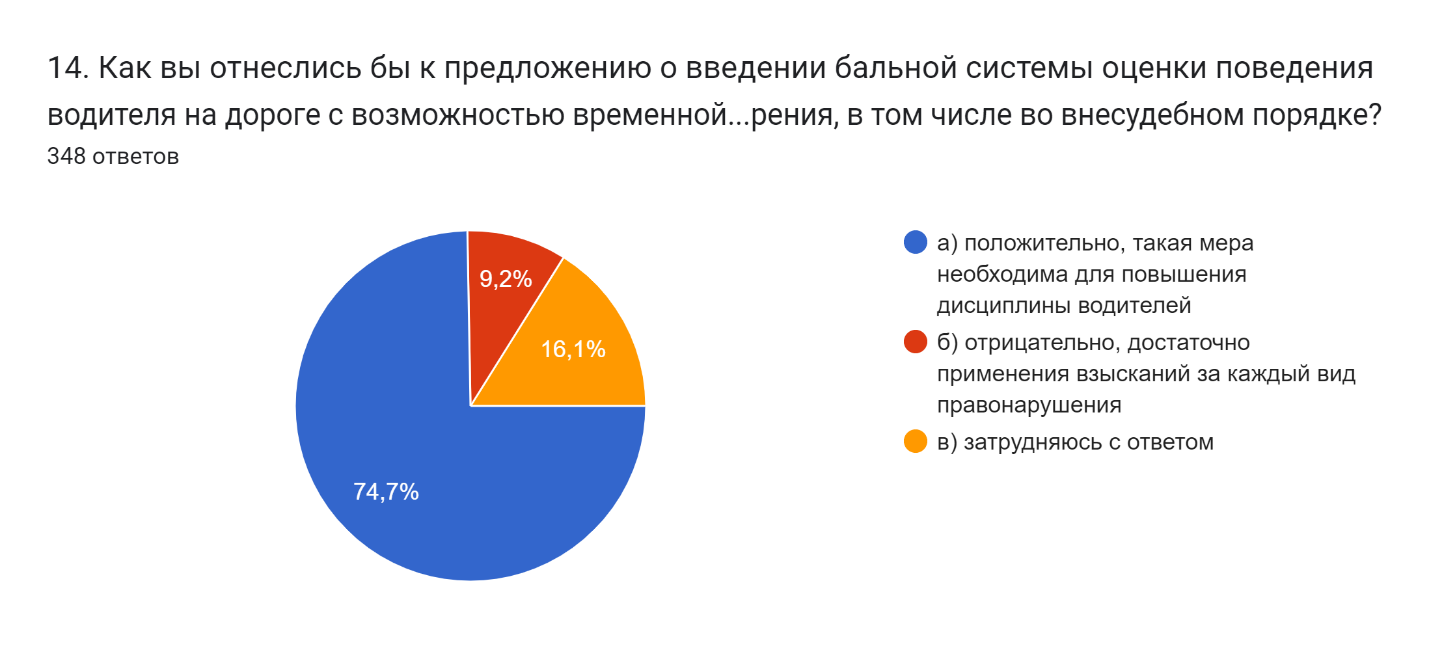 14. Как вы отнеслись бы к предложению о введении бальной системы оценки поведения
водителя на дороге с возможностью временной...рения, в том числе во внесудебном порядке?
348 ответов
9,2%
16,1%
74,7%
а) положительно, такая мера
необходима для повышения
дисциплины водителей
б) отрицательно, достаточно
применения взысканий за каждый вид
правонарушения
в) затрудняюсь с ответом